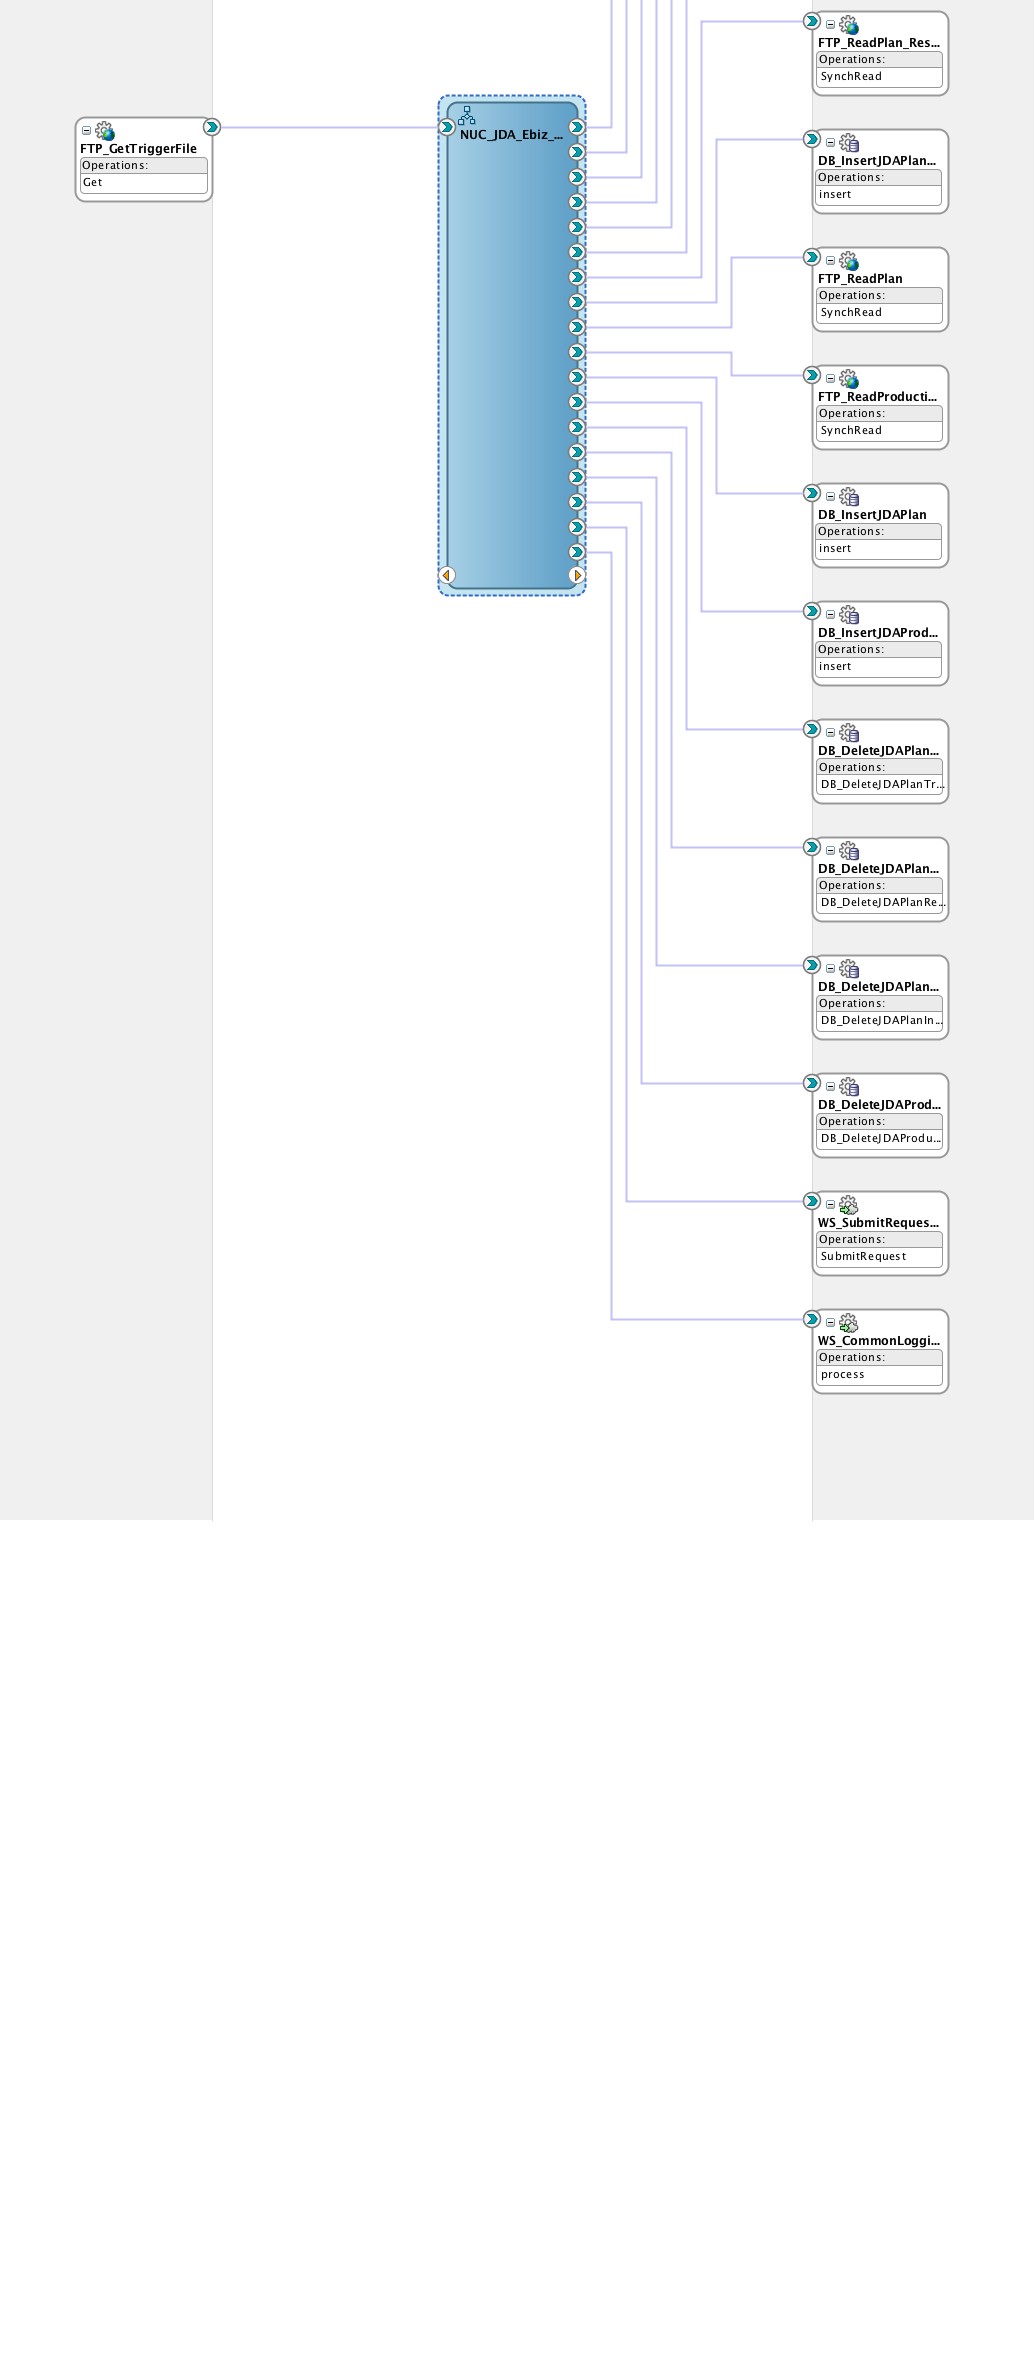 FTP_GetTriggerFile
Operations:
Get
NUC_JDA_Ebiz_...
FTP_ReadPlan_Res...
Operations:
SynchRead
DB_InsertJDAPlan...
Operations:
insert
FTP_ReadPlan
Operations:
SynchRead
FTP_ReadProducti...
Operations:
SynchRead
DB_InsertJDAPlan
Operations:
insert
DB_InsertJDAProd...
Operations:
insert
DB_DeleteJDAPlan...
Operations:
DB_DeleteJDAPlanTr...
DB_DeleteJDAPlan...
Operations:
DB_DeleteJDAPlanRe...
DB_DeleteJDAPlan...
Operations:
DB_DeleteJDAPlanIn...
DB_DeleteJDAProd...
Operations:
DB_DeleteJDAProdu...
WS_SubmitReques...
Operations:
SubmitRequest
WS_CommonLoggi...
Operations:
process